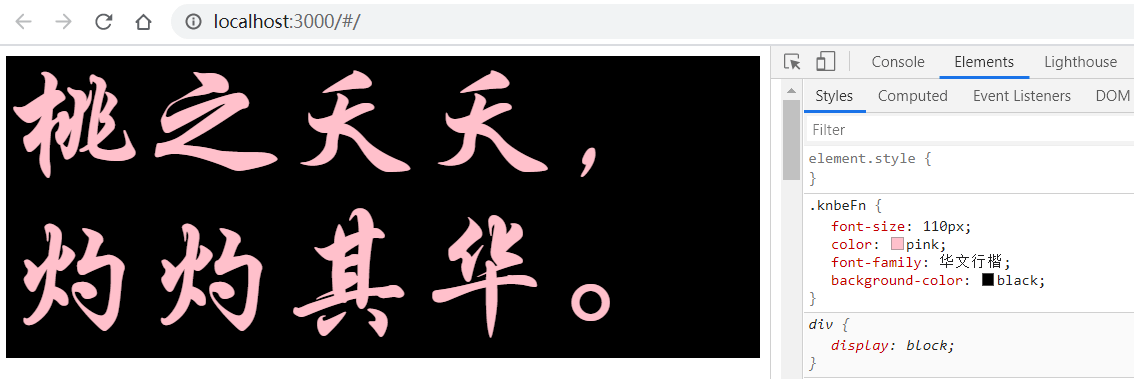 localhost:3000/#/
桃之夭夭，
灼灼其华。
Console Elements Lighthouse
Styles Computed Event Listeners DOM
Filter
element.style {
}
.knbeFn {
font-size: 110px;
color: pink;
font-family: 华文行楷;
background-color: black;
}
div {
display: block;
}